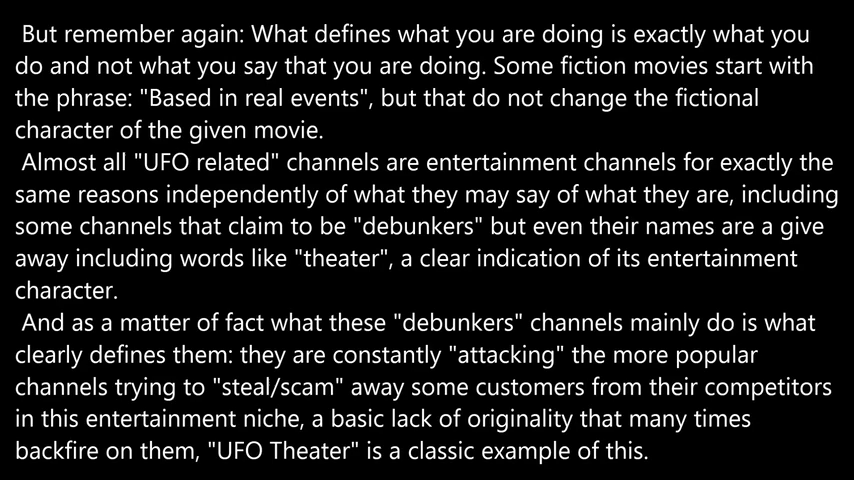 But remember again: What defines what you are doing is exactly what you
do and not what you say that you are doing. Some fiction movies start with
the phrase: "Based in real events", but that do not change the fictional
character of the given movie.
Almost all "UFO related" channels are entertainment channels for exactly the
same reasons independently of what they may say of what they are, including
some channels that claim to be "debunkers" but even their names are a give
away including words like "theater", a clear indication of its entertainment
character.
And as a matter of fact what these "debunkers" channels mainly do is what
clearly defines them: they are constantly "attacking" the more popular
channels trying to "steal/scam" away some customers from their competitors
in this entertainment niche, a basic lack of originality that many times
backfire on them, "UFO Theater" is a classic example of this.